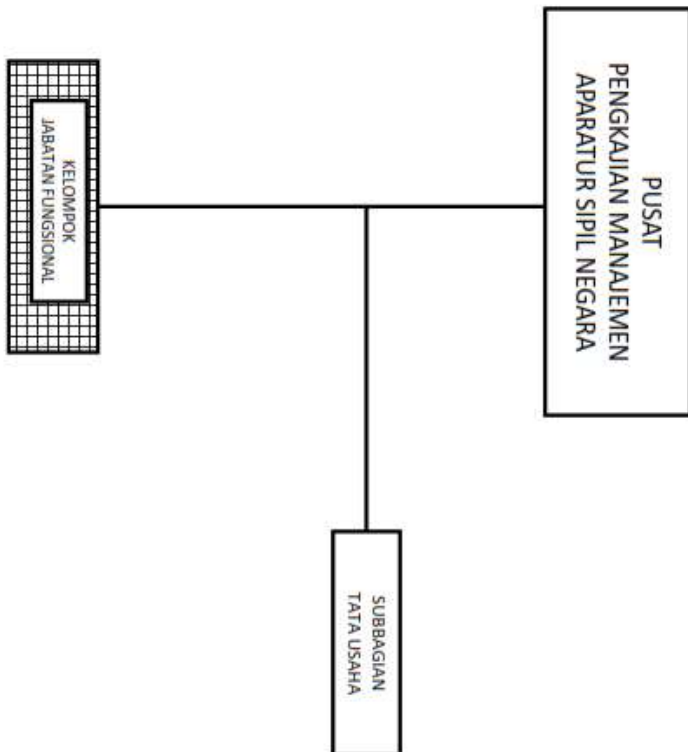 PUSAT
PENGKAJIAN MANAJEMEN
APARATUR SIPIL NEGARA
SUBBAGIAN
TATA USAHA
KELOMPOK
JABATAN FUNGSIONAL